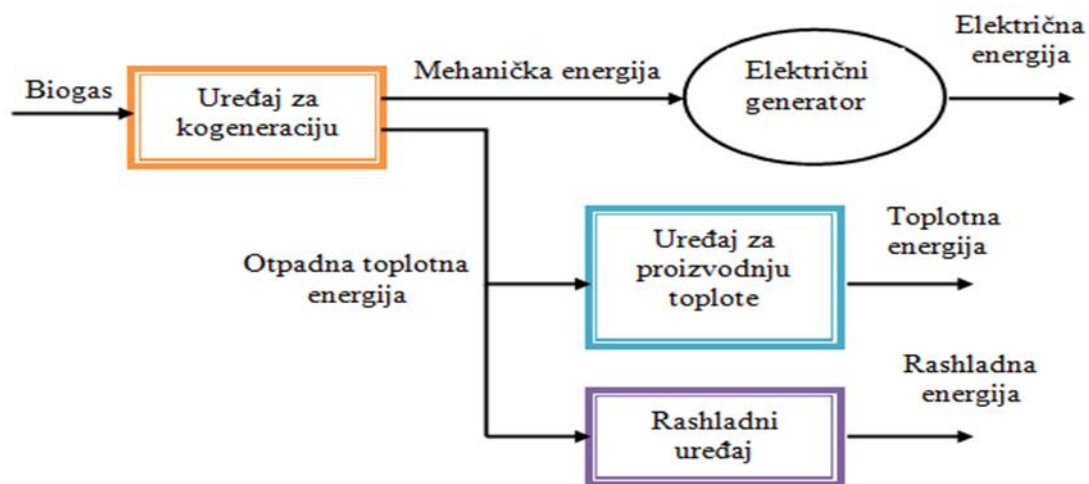 Biogas
Uređaj za
kogeneraciju
Mehanička energija
Električni
generator
Električna
energija
Otpadna toplotna
energija
Uređaj za
proizvodnju
toplote
Toplotna
energija
Rashladni
uređaj
Rashladna
energija